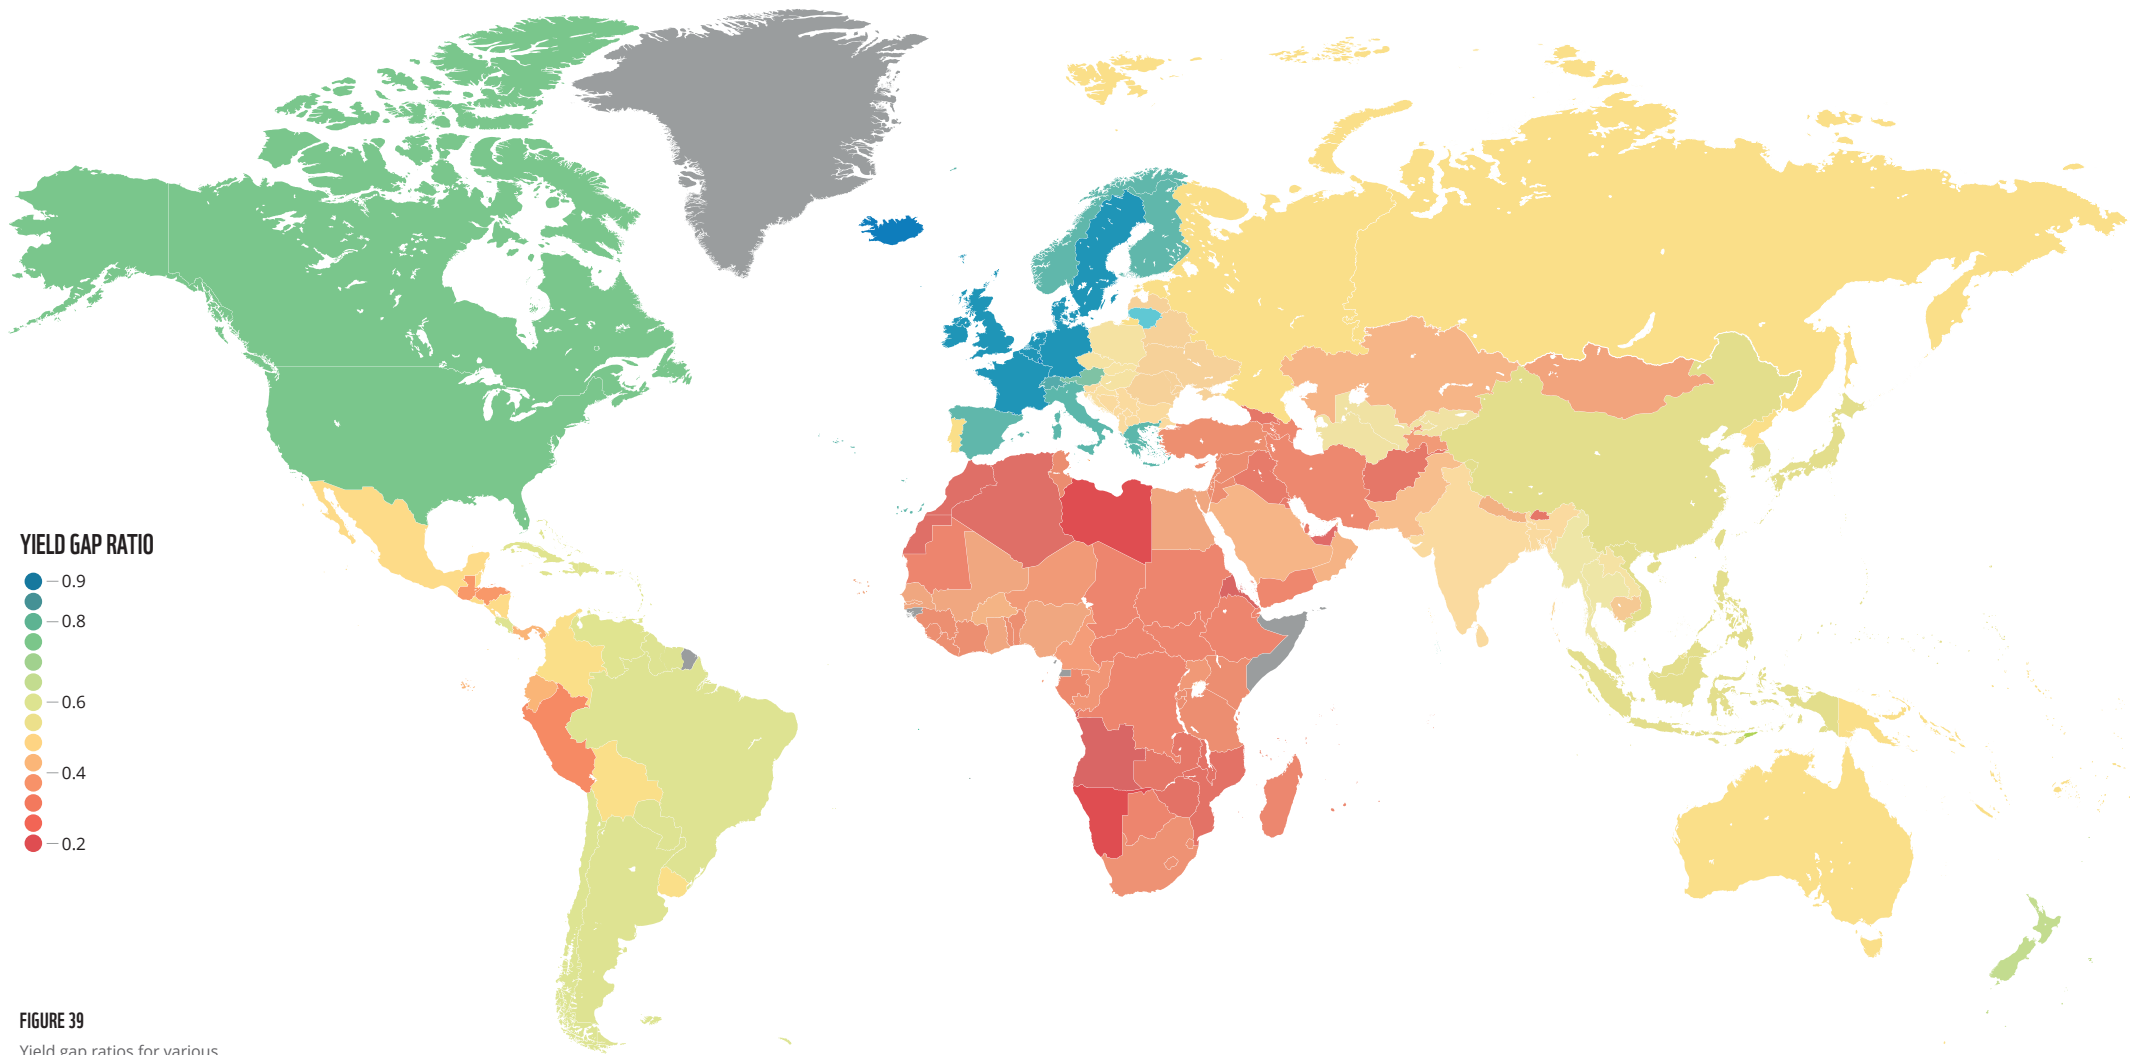 YIELD GAP RATIO
0.9
0.8
0.6
0.4
0.2
FIGURE 39
Yield gap ratios for various